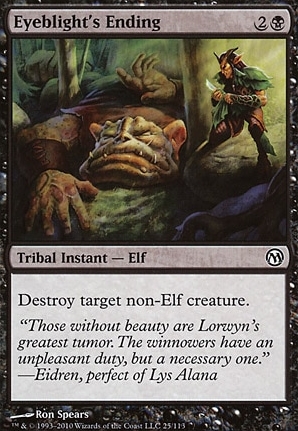 Eyeblight's Ending 2
Tribal Instant — Elf
Destroy target non-Elf creature.
"Those without beauty are Lorwyn's
greatest tumor. The winnowers have an
unpleasant duty, but a necessary one."
—Eidren, perfect of Lys Alana
Ron Spears
™ & © 1993–2010 Wizards of the Coast LLC 25/113